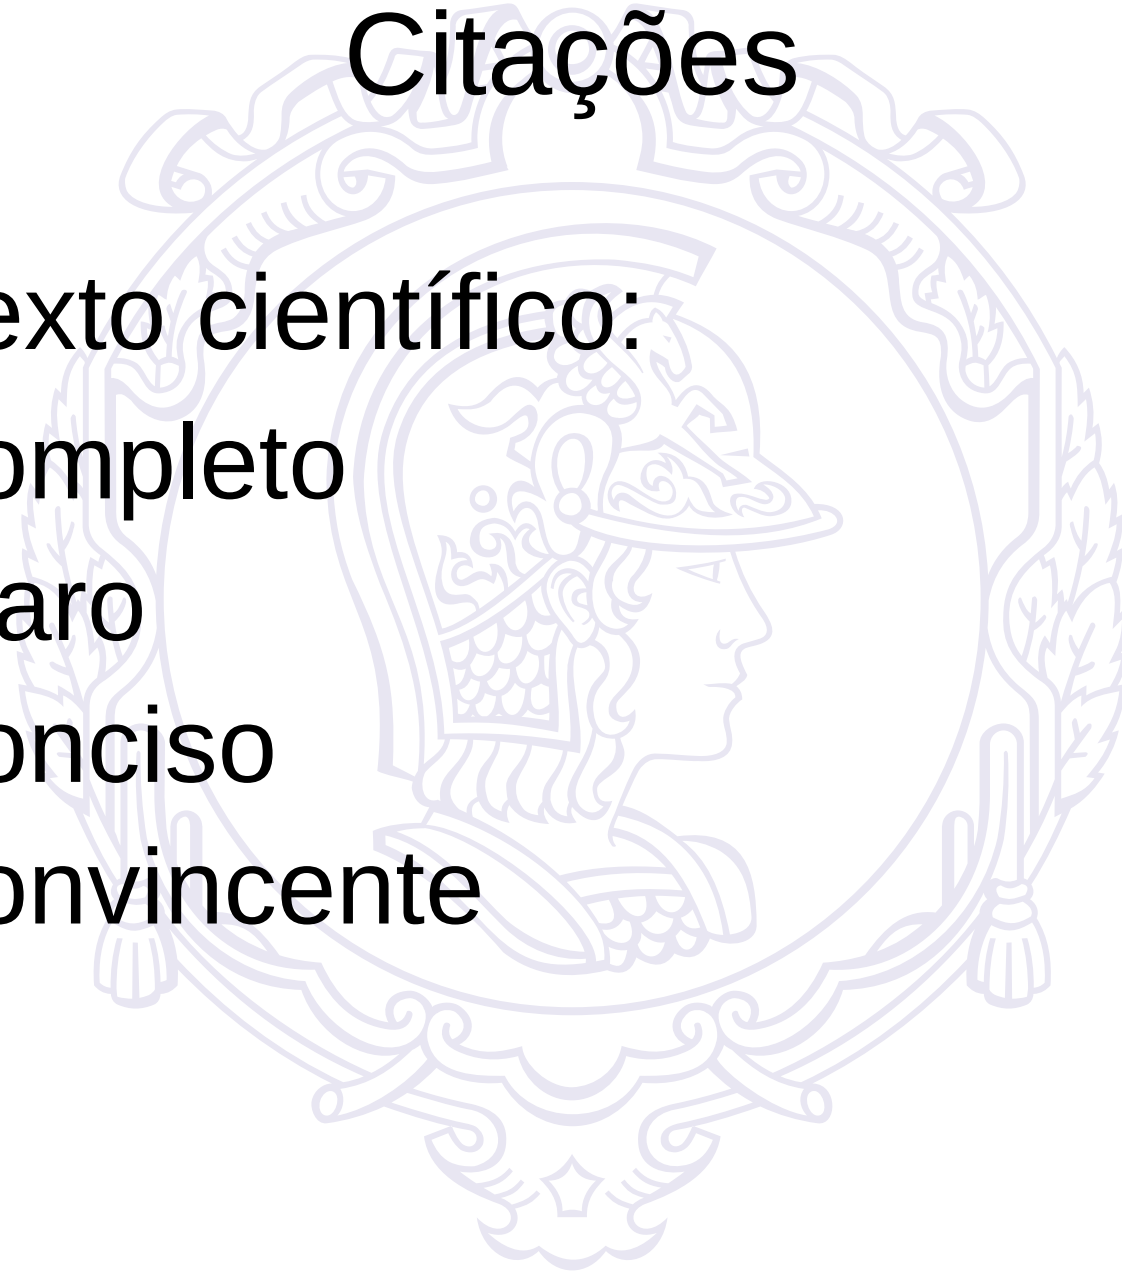 Citações
exto científico:
ompleto
aro
onciso
onvincente